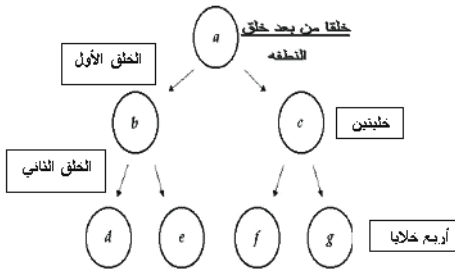 خلقا من بعد خلق
النطفه
a
الخلق الأول
b
c
خليتين
الخلق الثاني
d
e
f
g
أربع خلايا